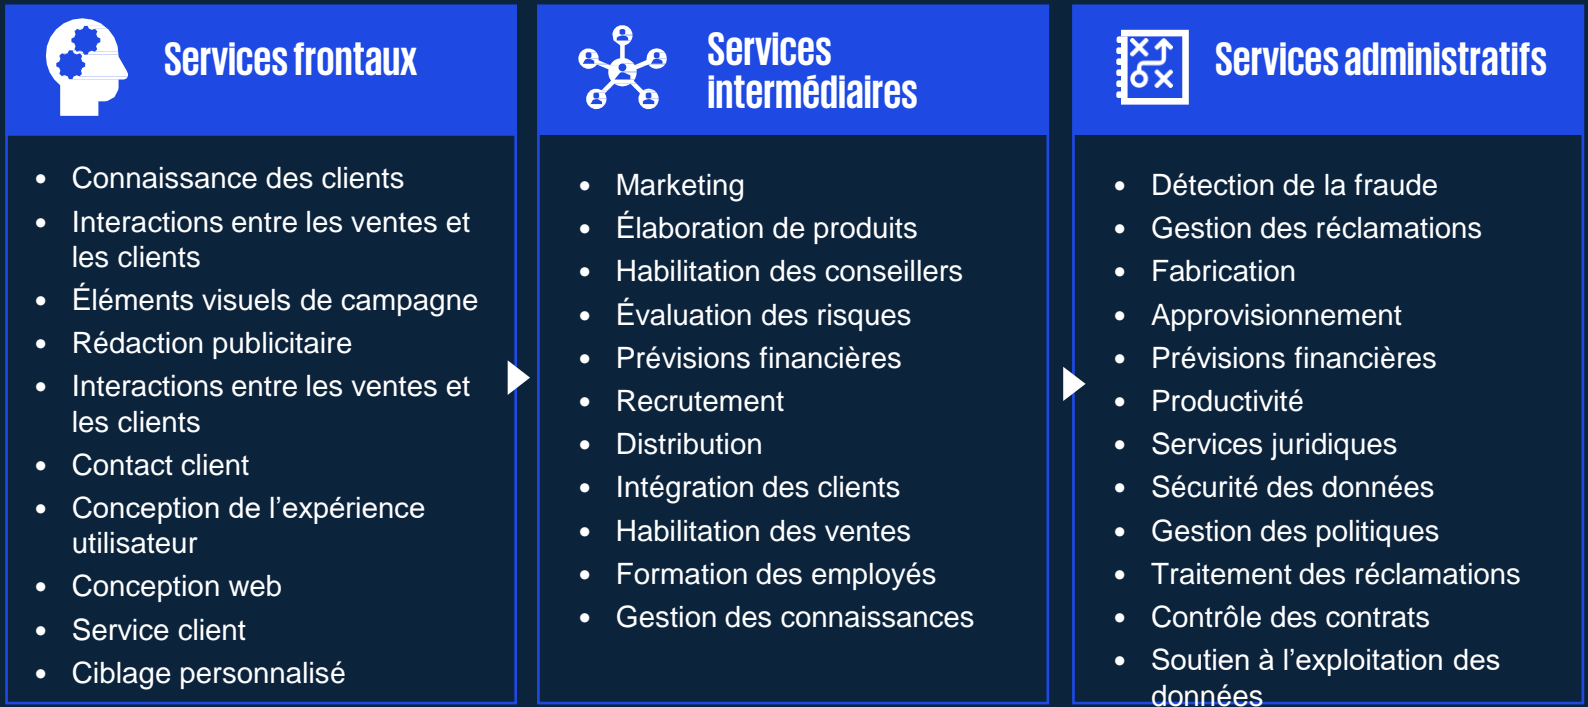 Services frontaux
• Connaissance des clients
• Interactions entre les ventes et
les clients
• Éléments visuels de campagne
• Rédaction publicitaire
• Interactions entre les ventes et
les clients
• Contact client
• Conception de l’expérience
utilisateur
• Conception web
• Service client
• Ciblage personnalisé
Services
intermédiaires
• Marketing
• Élaboration de produits
• Habilitation des conseillers
• Évaluation des risques
• Prévisions financières
• Recrutement
• Distribution
• Intégration des clients
• Habilitation des ventes
• Formation des employés
• Gestion des connaissances
Services administratifs
• Détection de la fraude
• Gestion des réclamations
• Fabrication
• Approvisionnement
• Prévisions financières
• Productivité
• Services juridiques
• Sécurité des données
• Gestion des politiques
• Traitement des réclamations
• Contrôle des contrats
• Soutien à l’exploitation des
données